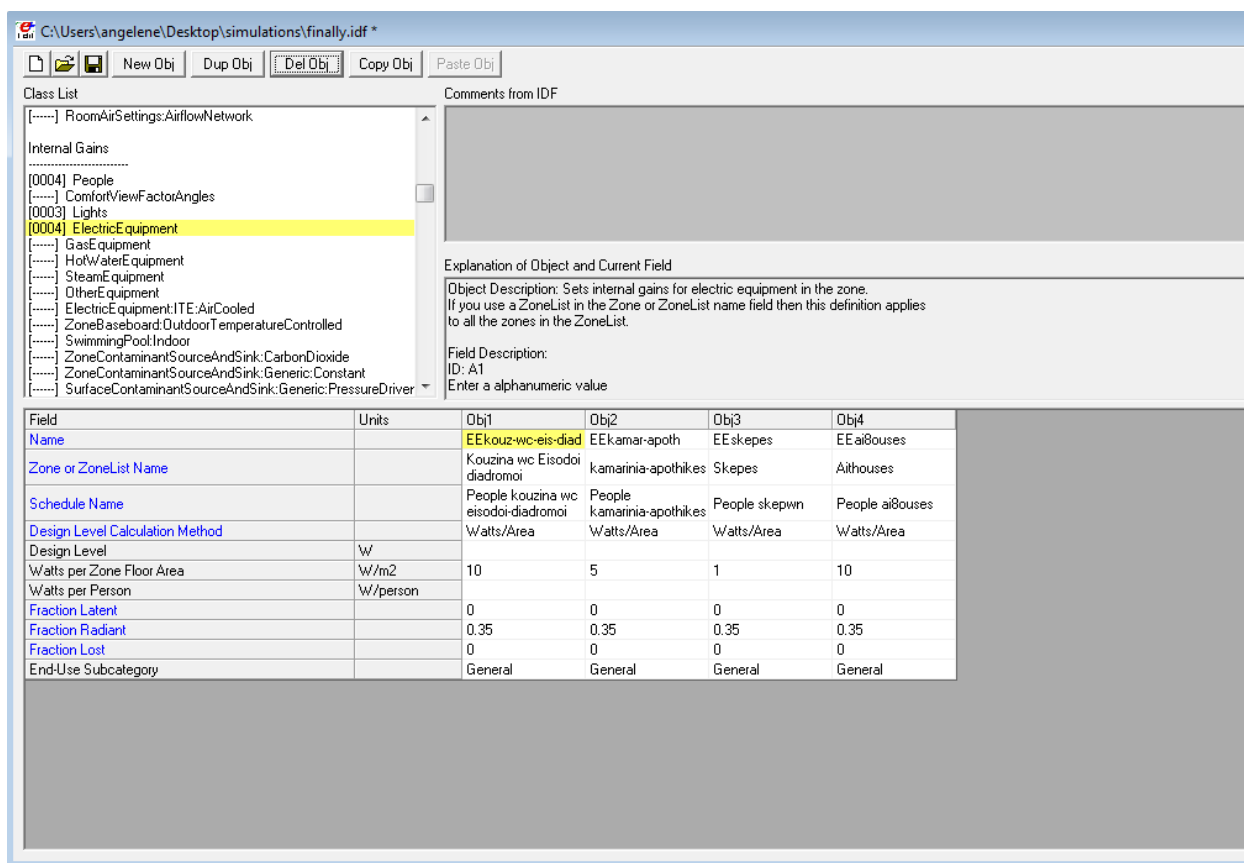 C:\Users\angelene\Desktop\simulations\finally.idf *
New Obj Dup Obj Del Obj Copy Obj Paste Obj
Class List
[------] RoomAirSettings:AirflowNetwork
Internal Gains
--------------------------
[0004] People
[------] ComfortViewFactorAngles
[0003] Lights
[0004] ElectricEquipment
[------] GasEquipment
[------] HotWaterEquipment
[------] SteamEquipment
[------] OtherEquipment
[------] ElectricEquipment:ITE:AirCooled
[------] ZoneBaseboard:OutdoorTemperatureControlled
[------] SwimmingPool:Indoor
[------] ZoneContaminantSourceAndSink:CarbonDioxide
[------] ZoneContaminantSourceAndSink:Generic:Constant
[------] SurfaceContaminantSourceAndSink:Generic:PressureDriver
Comments from IDF
Explanation of Object and Current Field
Object Description: Sets internal gains for electric equipment in the zone.
If you use a ZoneList in the Zone or ZoneList name field then this definition applies
to all the zones in the ZoneList.
Field Description:
ID: A1
Enter a alphanumeric value
Field Units Obj1 Obj2 Obj3 Obj4
Name EEkouz-wc-eis-diad EEkamar-apoth EEskepes EEai8ouses
Zone or ZoneList Name Kouzina wc Eisodoi diadromoi kamarinia-apothikes Skepes Aithouses
Schedule Name People kouzina wc eisodoi-diadromoi People kamarinia-apothikes People skepwn People ai8ouses
Design Level Calculation Method Watts/Area Watts/Area Watts/Area Watts/Area
Design Level W
Watts per Zone Floor Area W/m2 10 5 1 10
Watts per Person W/person
Fraction Latent 0 0 0 0
Fraction Radiant 0.35 0.35 0.35 0.35
Fraction Lost 0 0 0 0
End-Use Subcategory General General General General